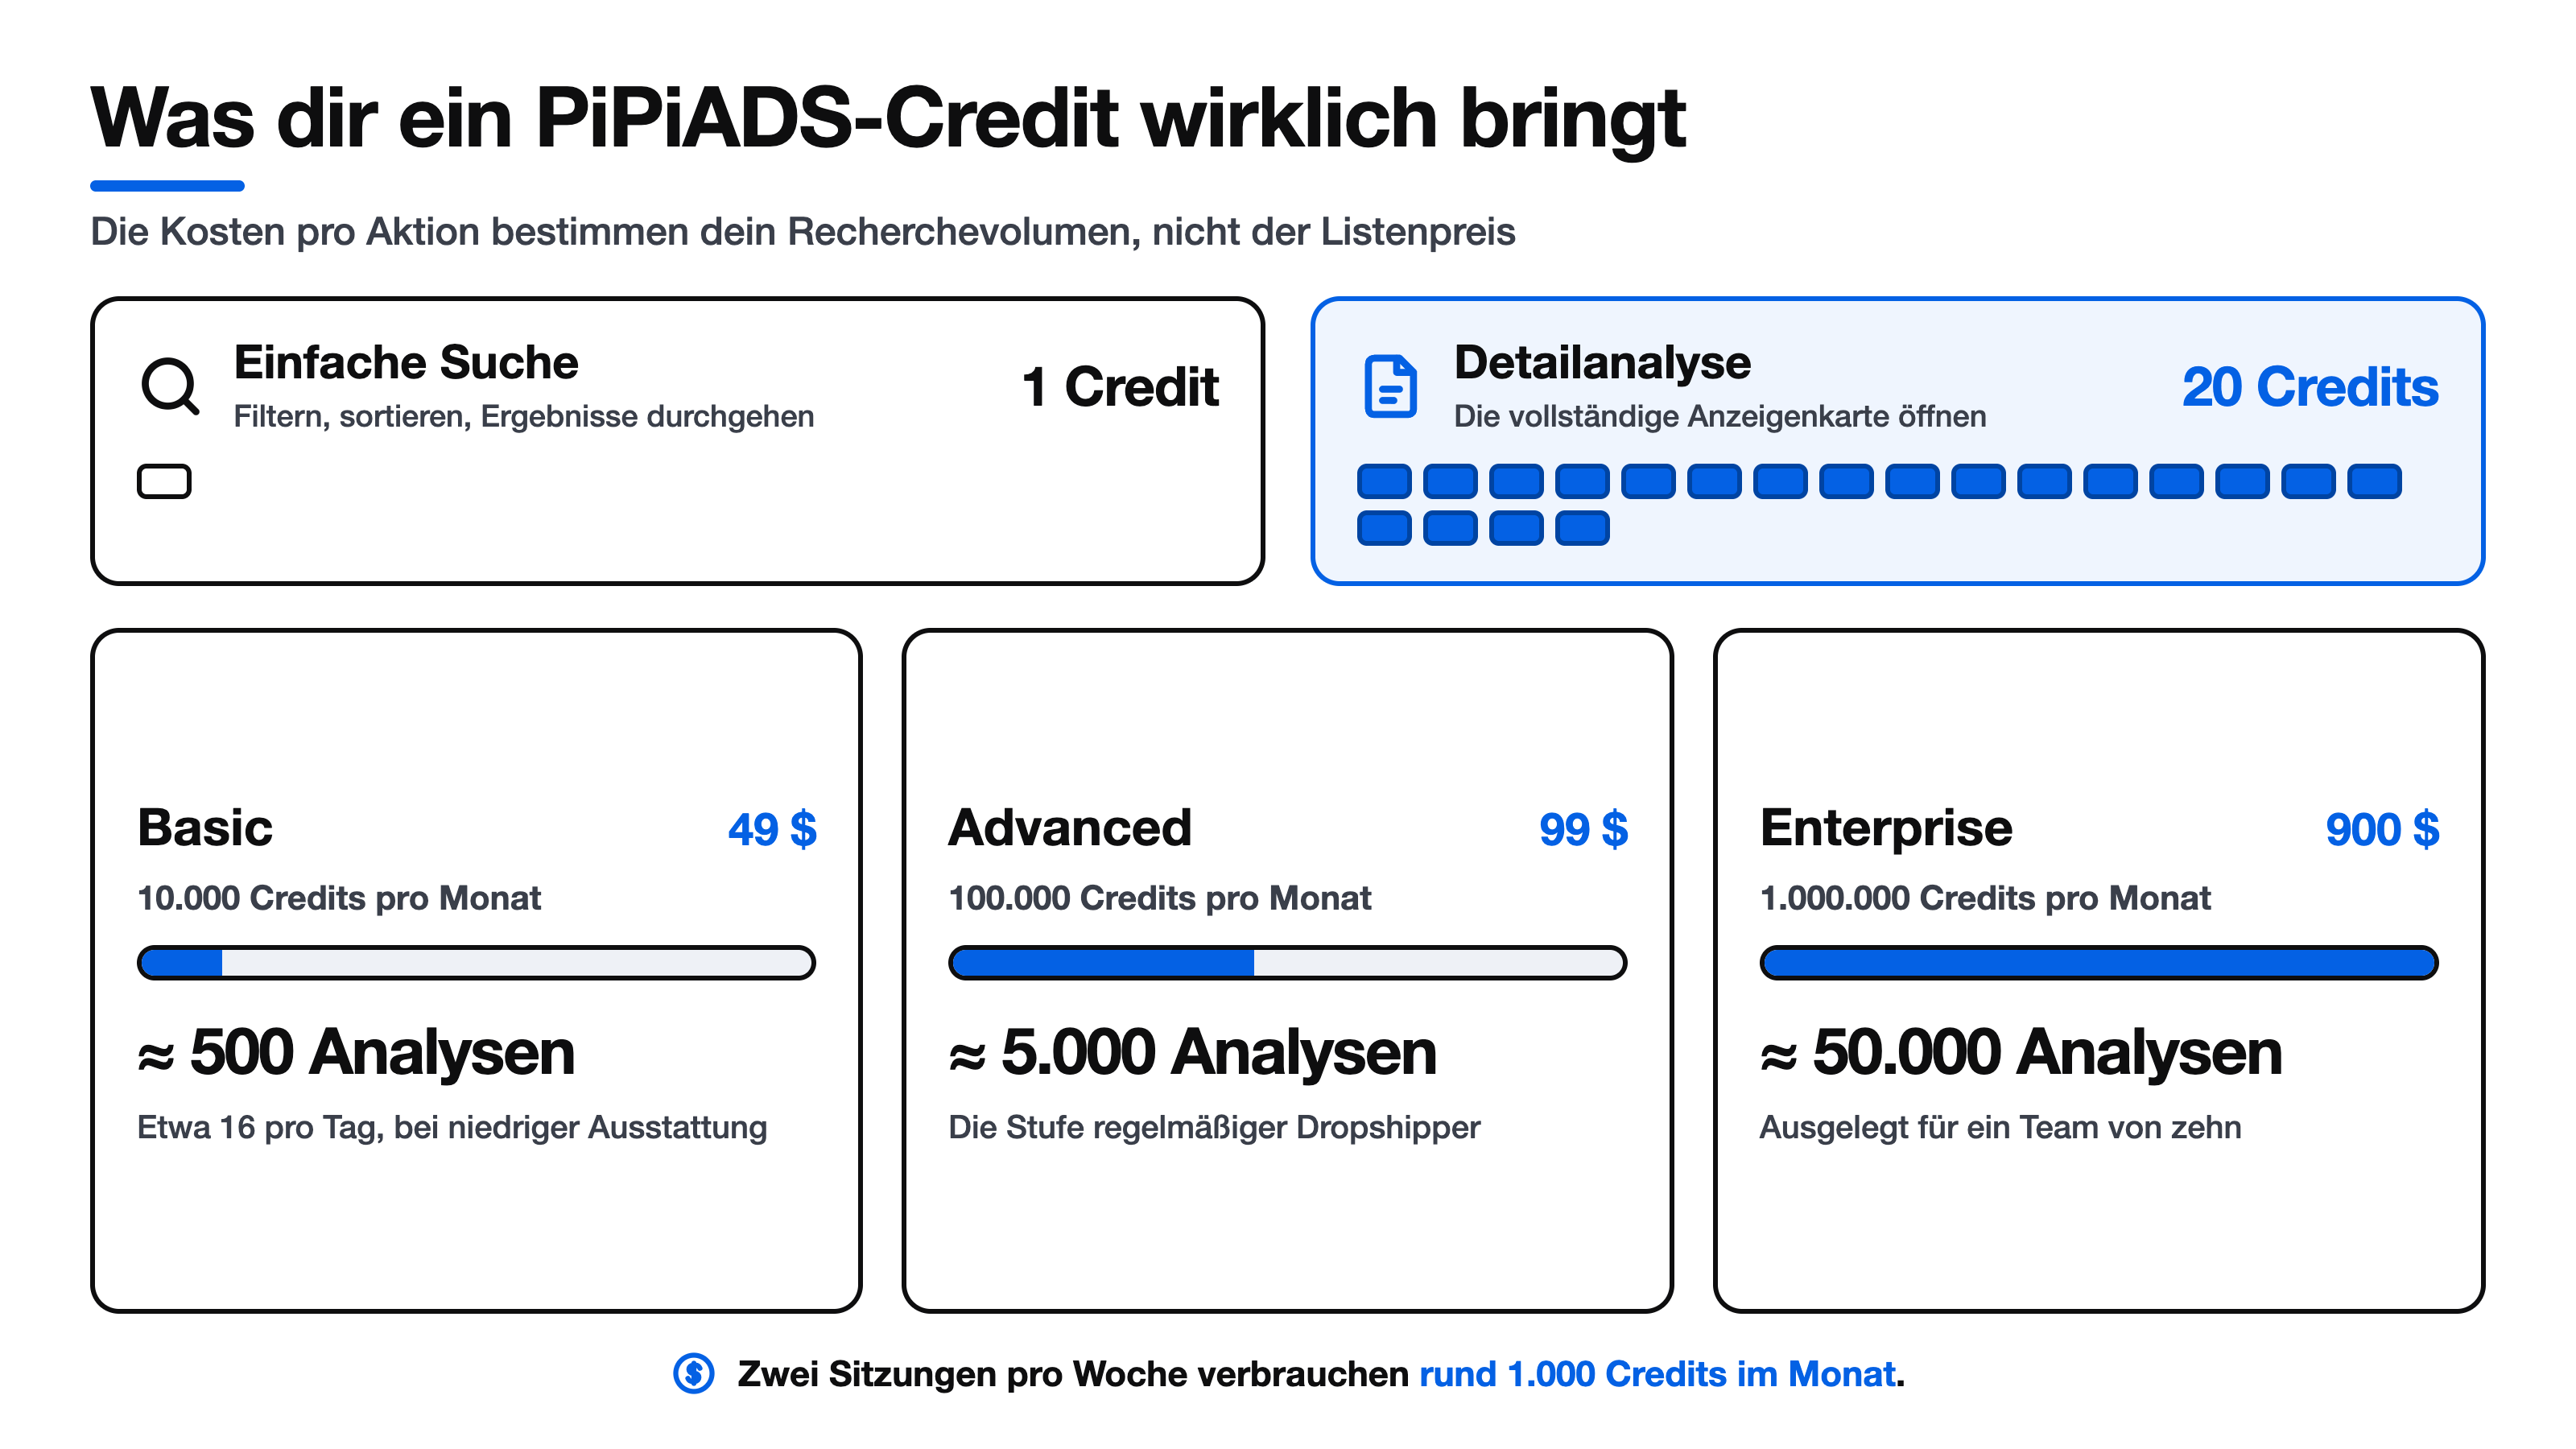 Was dir ein PiPiADS-Credit wirklich bringt
Die Kosten pro Aktion bestimmen dein Recherchevolumen, nicht der Listenpreis
Einfache Suche
Filtern, sortieren, Ergebnisse durchgehen
1 Credit
Detailanalyse
Die vollständige Anzeigenkarte öffnen
20 Credits
Basic
49 $
10.000 Credits pro Monat
≈ 500 Analysen
Etwa 16 pro Tag, bei niedriger Ausstattung
Advanced
99 $
100.000 Credits pro Monat
≈ 5.000 Analysen
Die Stufe regelmäßiger Dropshipper
Enterprise
900 $
1.000.000 Credits pro Monat
≈ 50.000 Analysen
Ausgelegt für ein Team von zehn
$ Zwei Sitzungen pro Woche verbrauchen rund 1.000 Credits im Monat.